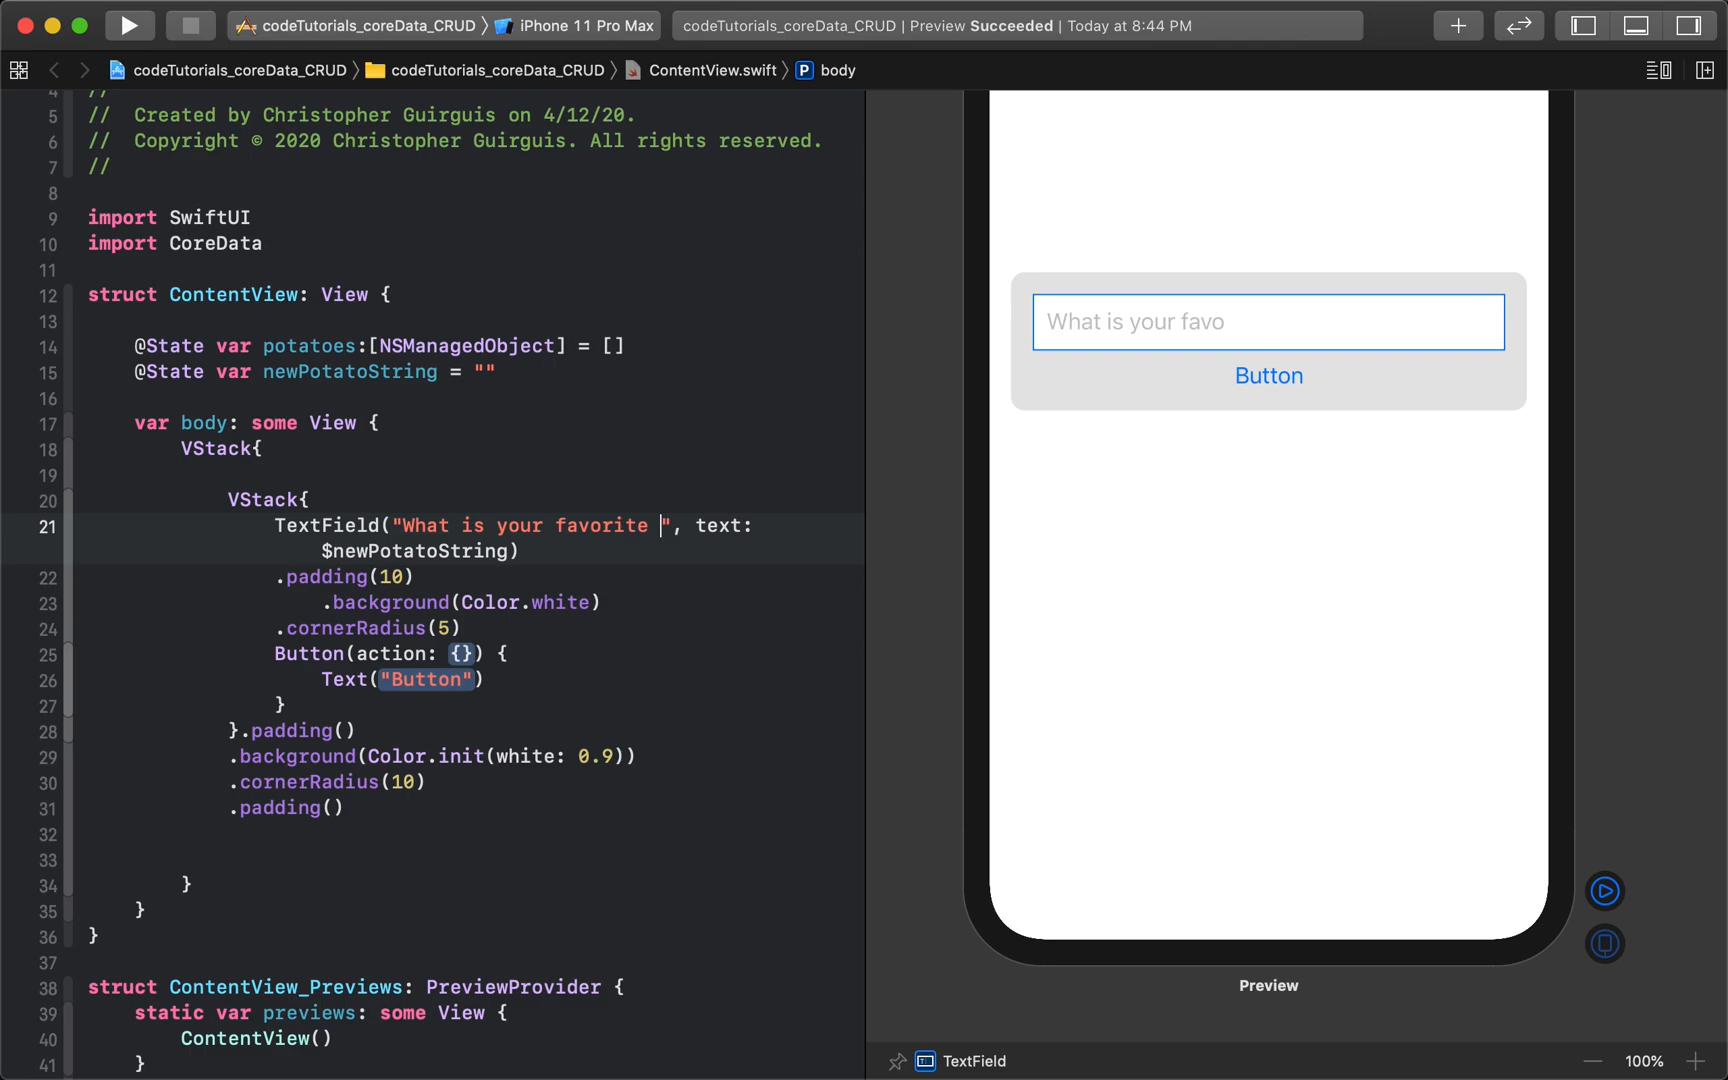 codeTutorials_coreData_CRUD 〉 iPhone 11 Pro Max
codeTutorials_coreData_CRUD | Preview Succeeded | Today at 8:44 PM
codeTutorials_coreData_CRUD 〉 codeTutorials_coreData_CRUD 〉 ContentView.swift 〉 P body
4 //
5 //  Created by Christopher Guirguis on 4/12/20.
6 //  Copyright © 2020 Christopher Guirguis. All rights reserved.
7 //
8
9 import SwiftUI
10 import CoreData
11
12 struct ContentView: View {
13
14     @State var potatoes:[NSManagedObject] = []
15     @State var newPotatoString = ""
16
17     var body: some View {
18         VStack{
19
20             VStack{
21                 TextField("What is your favorite ", text:
$newPotatoString)
22                 .padding(10)
23                     .background(Color.white)
24                 .cornerRadius(5)
25                 Button(action: {}) {
26                     Text("Button")
27                 }
28             }.padding()
29             .background(Color.init(white: 0.9))
30             .cornerRadius(10)
31             .padding()
32
33
34         }
35     }
36 }
37
38 struct ContentView_Previews: PreviewProvider {
39     static var previews: some View {
40         ContentView()
41     }
What is your favo
Button
Preview
TextField
100%